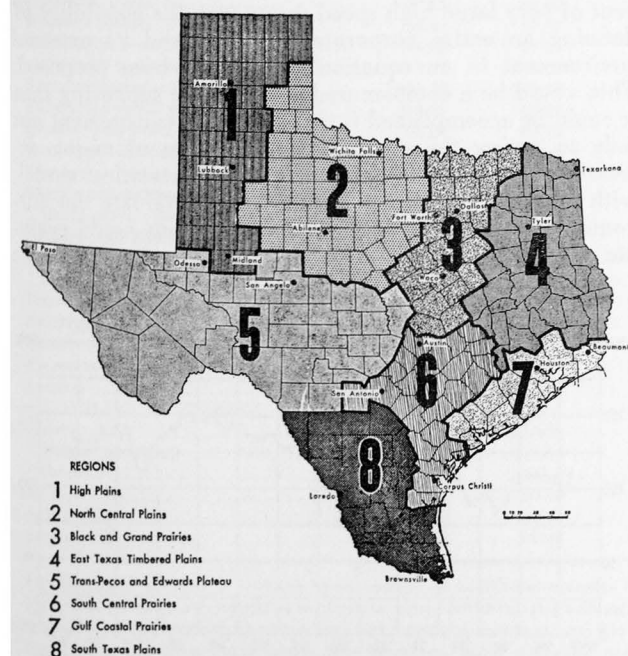 Amarillo
1
Lubbock
Wichita Falls
2
Abilene
Texarkana
Dallas
Fort Worth
3
Tyler
4
Waco
El Paso
Odessa
Midland
San Angelo
5
Austin
6
Beaumont
Houston
7
San Antonio
8
Corpus Christi
Laredo
Brownsville
REGIONS
1 High Plains
2 North Central Plains
3 Black and Grand Prairies
4 East Texas Timbered Plains
5 Trans-Pecos and Edwards Plateau
6 South Central Prairies
7 Gulf Coastal Prairies
8 South Texas Plains